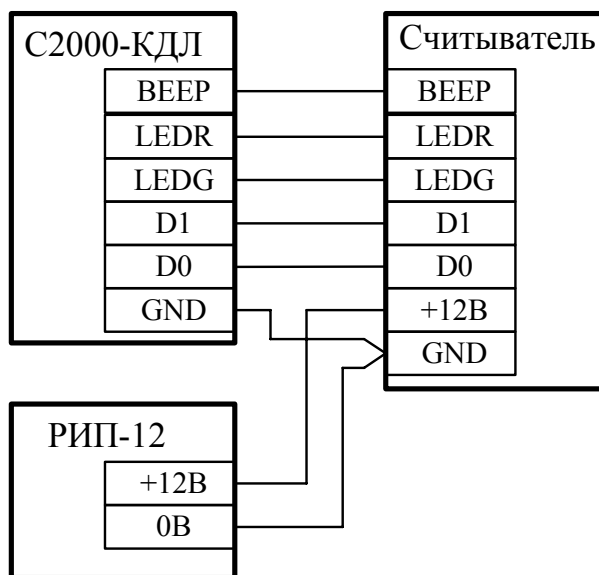 С2000-КДЛ
BEEP
LEDR
LEDG
D1
D0
GND
Считыватель
BEEP
LEDR
LEDG
D1
D0
+12В
GND
РИП-12
+12В
0В